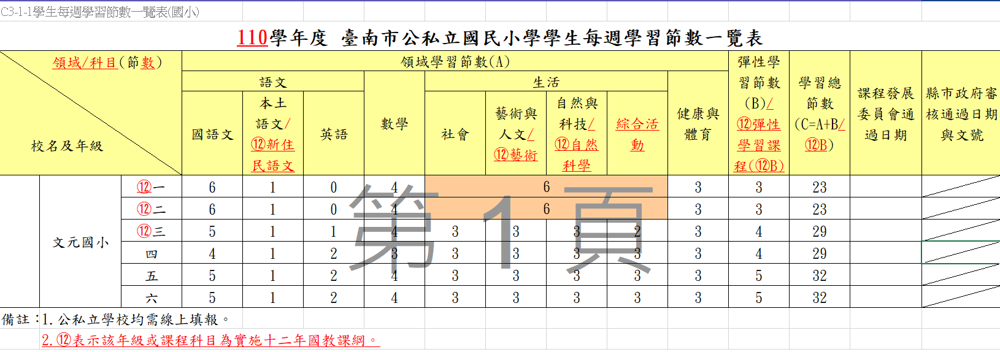 C3-1-1學生每週學習節數一覽表(國小)
110學年度 臺南市公私立國民小學學生每週學習節數一覽表
領域/科目(節數)
校名及年級
領域學習節數(A)
語文
國語文
本土
語文/
⑫新住
民語文
英語
數學
生活
社會
藝術與
人文/
⑫藝術
自然與
科技/
⑫自然
科學
綜合活
動
健康與
體育
彈性學
習節數
(B)/
⑫彈性
學習課
程(⑫B)
學習總
節數
(C=A+B/
⑫B)
課程發展
委員會通
過日期
縣市政府審
核通過日期
與文號
文元國小
⑫一 6 1 0 4 6 3 3 23
⑫二 6 1 0 4 6 3 3 23
⑫三 5 1 1 4 3 3 3 2 3 4 29
四 4 1 2 3 3 3 3 3 3 4 29
五 5 1 2 4 3 3 3 3 3 5 32
六 5 1 2 4 3 3 3 3 3 5 32
第 1 頁
備註：1.公私立學校均需線上填報。
2.⑫表示該年級或課程科目為實施十二年國教課綱。